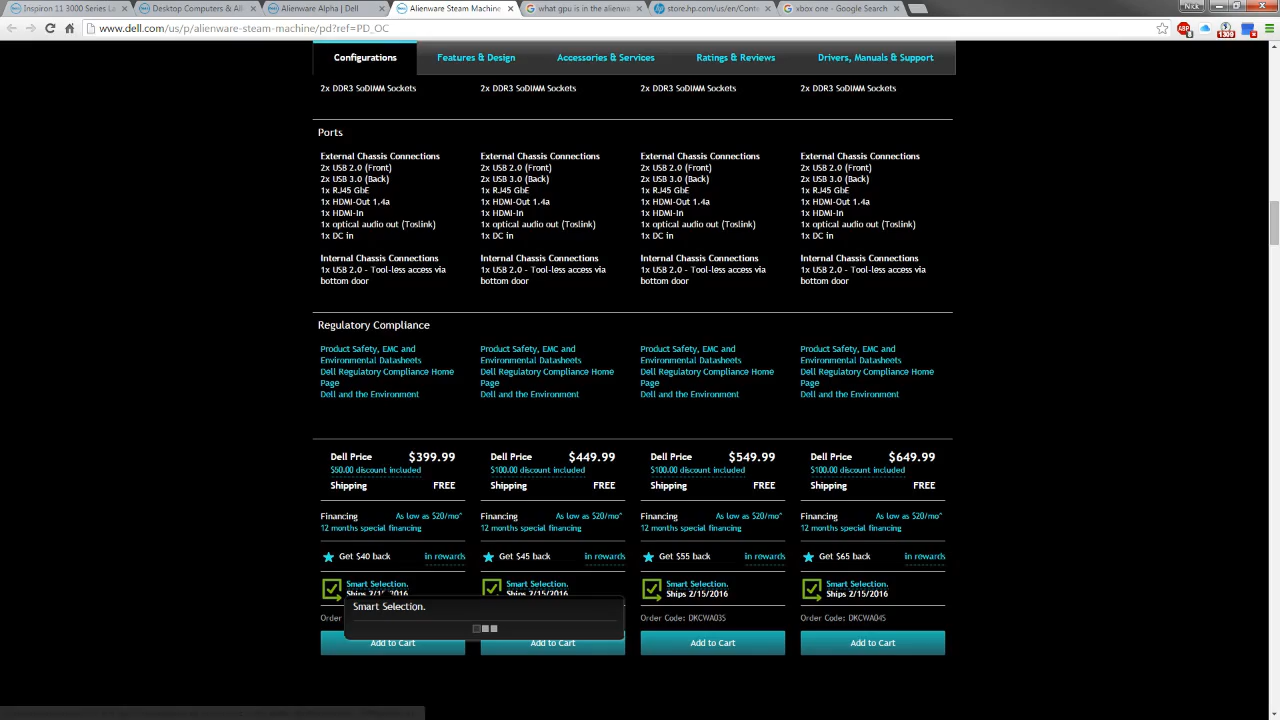 Inspiron 11 3000 Series La
Desktop Computers & All
Alienware Alpha | Dell
Alienware Steam Machine
what gpu is in the alienwa
store.hp.com/us/en/Conte
xbox one - Google Search
Nick
www.dell.com/us/p/alienware-steam-machine/pd?ref=PD_OC
ABP
1309
Configurations
Features & Design
Accessories & Services
Ratings & Reviews
Drivers, Manuals & Support
2x DDR3 SoDIMM Sockets
2x DDR3 SoDIMM Sockets
2x DDR3 SoDIMM Sockets
2x DDR3 SoDIMM Sockets
Ports
External Chassis Connections
2x USB 2.0 (Front)
2x USB 3.0 (Back)
1x RJ45 GbE
1x HDMI-Out 1.4a
1x HDMI-In
1x optical audio out (Toslink)
1x DC in
Internal Chassis Connections
1x USB 2.0 - Tool-less access via
bottom door
External Chassis Connections
2x USB 2.0 (Front)
2x USB 3.0 (Back)
1x RJ45 GbE
1x HDMI-Out 1.4a
1x HDMI-In
1x optical audio out (Toslink)
1x DC in
Internal Chassis Connections
1x USB 2.0 - Tool-less access via
bottom door
External Chassis Connections
2x USB 2.0 (Front)
2x USB 3.0 (Back)
1x RJ45 GbE
1x HDMI-Out 1.4a
1x HDMI-In
1x optical audio out (Toslink)
1x DC in
Internal Chassis Connections
1x USB 2.0 - Tool-less access via
bottom door
External Chassis Connections
2x USB 2.0 (Front)
2x USB 3.0 (Back)
1x RJ45 GbE
1x HDMI-Out 1.4a
1x HDMI-In
1x optical audio out (Toslink)
1x DC in
Internal Chassis Connections
1x USB 2.0 - Tool-less access via
bottom door
Regulatory Compliance
Product Safety, EMC and
Environmental Datasheets
Dell Regulatory Compliance Home
Page
Dell and the Environment
Product Safety, EMC and
Environmental Datasheets
Dell Regulatory Compliance Home
Page
Dell and the Environment
Product Safety, EMC and
Environmental Datasheets
Dell Regulatory Compliance Home
Page
Dell and the Environment
Product Safety, EMC and
Environmental Datasheets
Dell Regulatory Compliance Home
Page
Dell and the Environment
Dell Price $399.99
$50.00 discount included
Shipping FREE
Financing As low as $20/mo^
12 months special financing
Get $40 back in rewards
Smart Selection.
Ships 2/15/2016
Order
Add to Cart
Dell Price $449.99
$100.00 discount included
Shipping FREE
Financing As low as $20/mo^
12 months special financing
Get $45 back in rewards
Smart Selection.
Ships 2/15/2016
Add to Cart
Dell Price $549.99
$100.00 discount included
Shipping FREE
Financing As low as $20/mo^
12 months special financing
Get $55 back in rewards
Smart Selection.
Ships 2/15/2016
Order Code: DKCWA03S
Add to Cart
Dell Price $649.99
$100.00 discount included
Shipping FREE
Financing As low as $20/mo^
12 months special financing
Get $65 back in rewards
Smart Selection.
Ships 2/15/2016
Order Code: DKCWA04S
Add to Cart
Smart Selection.